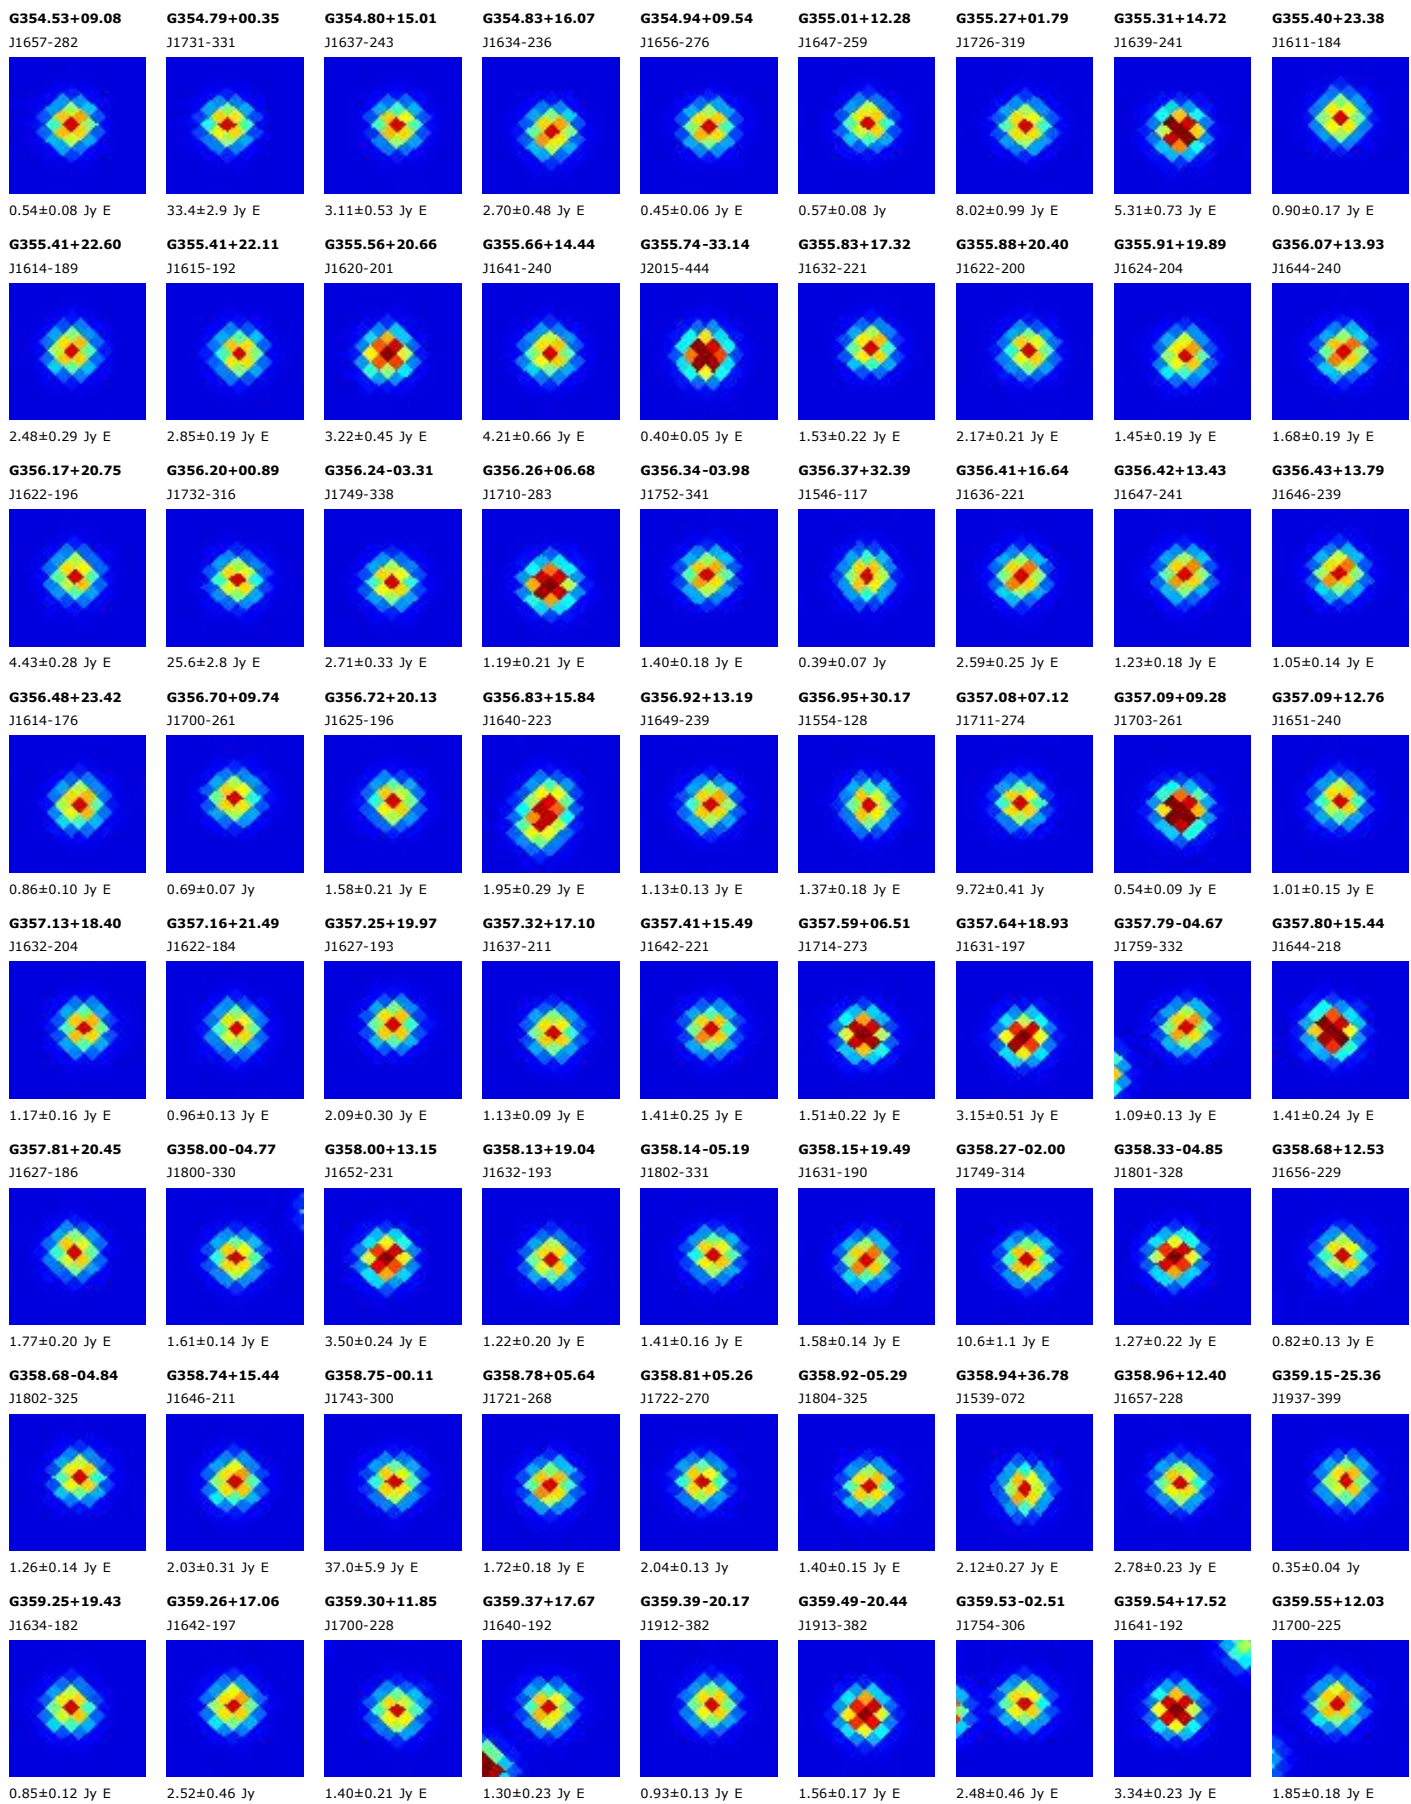 G354.53+09.08 G354.79+00.35 G354.80+15.01 G354.83+16.07 G354.94+09.54 G355.01+12.28 G355.27+01.79 G355.31+14.72 G355.40+23.38
J1657-282 J1731-331 J1637-243 J1634-236 J1656-276 J1647-259 J1726-319 J1639-241 J1611-184
0.54±0.08 Jy E 33.4±2.9 Jy E 3.11±0.53 Jy E 2.70±0.48 Jy E 0.45±0.06 Jy E 0.57±0.08 Jy 8.02±0.99 Jy E 5.31±0.73 Jy E 0.90±0.17 Jy E
G355.41+22.60 G355.41+22.11 G355.56+20.66 G355.66+14.44 G355.74-33.14 G355.83+17.32 G355.88+20.40 G355.91+19.89 G356.07+13.93
J1614-189 J1615-192 J1620-201 J1641-240 J2015-444 J1632-221 J1622-200 J1624-204 J1644-240
2.48±0.29 Jy E 2.85±0.19 Jy E 3.22±0.45 Jy E 4.21±0.66 Jy E 0.40±0.05 Jy E 1.53±0.22 Jy E 2.17±0.21 Jy E 1.45±0.19 Jy E 1.68±0.19 Jy E
G356.17+20.75 G356.20+00.89 G356.24-03.31 G356.26+06.68 G356.34-03.98 G356.37+32.39 G356.41+16.64 G356.42+13.43 G356.43+13.79
J1622-196 J1732-316 J1749-338 J1710-283 J1752-341 J1546-117 J1636-221 J1647-241 J1646-239
4.43±0.28 Jy E 25.6±2.8 Jy E 2.71±0.33 Jy E 1.19±0.21 Jy E 1.40±0.18 Jy E 0.39±0.07 Jy 2.59±0.25 Jy E 1.23±0.18 Jy E 1.05±0.14 Jy E
G356.48+23.42 G356.70+09.74 G356.72+20.13 G356.83+15.84 G356.92+13.19 G356.95+30.17 G357.08+07.12 G357.09+09.28 G357.09+12.76
J1614-176 J1700-261 J1625-196 J1640-223 J1649-239 J1554-128 J1711-274 J1703-261 J1651-240
0.86±0.10 Jy E 0.69±0.07 Jy 1.58±0.21 Jy E 1.95±0.29 Jy E 1.13±0.13 Jy E 1.37±0.18 Jy E 9.72±0.41 Jy 0.54±0.09 Jy E 1.01±0.15 Jy E
G357.13+18.40 G357.16+21.49 G357.25+19.97 G357.32+17.10 G357.41+15.49 G357.59+06.51 G357.64+18.93 G357.79-04.67 G357.80+15.44
J1632-204 J1622-184 J1627-193 J1637-211 J1642-221 J1714-273 J1631-197 J1759-332 J1644-218
1.17±0.16 Jy E 0.96±0.13 Jy E 2.09±0.30 Jy E 1.13±0.09 Jy E 1.41±0.25 Jy E 1.51±0.22 Jy E 3.15±0.51 Jy E 1.09±0.13 Jy E 1.41±0.24 Jy E
G357.81+20.45 G358.00-04.77 G358.00+13.15 G358.13+19.04 G358.14-05.19 G358.15+19.49 G358.27-02.00 G358.33-04.85 G358.68+12.53
J1627-186 J1800-330 J1652-231 J1632-193 J1802-331 J1631-190 J1749-314 J1801-328 J1656-229
1.77±0.20 Jy E 1.61±0.14 Jy E 3.50±0.24 Jy E 1.22±0.20 Jy E 1.41±0.16 Jy E 1.58±0.14 Jy E 10.6±1.1 Jy E 1.27±0.22 Jy E 0.82±0.13 Jy E
G358.68-04.84 G358.74+15.44 G358.75-00.11 G358.78+05.64 G358.81+05.26 G358.92-05.29 G358.94+36.78 G358.96+12.40 G359.15-25.36
J1802-325 J1646-211 J1743-300 J1721-268 J1722-270 J1804-325 J1539-072 J1657-228 J1937-399
1.26±0.14 Jy E 2.03±0.31 Jy E 37.0±5.9 Jy E 1.72±0.18 Jy E 2.04±0.13 Jy 1.40±0.15 Jy E 2.12±0.27 Jy E 2.78±0.23 Jy E 0.35±0.04 Jy
G359.25+19.43 G359.26+17.06 G359.30+11.85 G359.37+17.67 G359.39-20.17 G359.49-20.44 G359.53-02.51 G359.54+17.52 G359.55+12.03
J1634-182 J1642-197 J1700-228 J1640-192 J1912-382 J1913-382 J1754-306 J1641-192 J1700-225
0.85±0.12 Jy E 2.52±0.46 Jy 1.40±0.21 Jy E 1.30±0.23 Jy E 0.93±0.13 Jy E 1.56±0.17 Jy E 2.48±0.46 Jy E 3.34±0.23 Jy E 1.85±0.18 Jy E